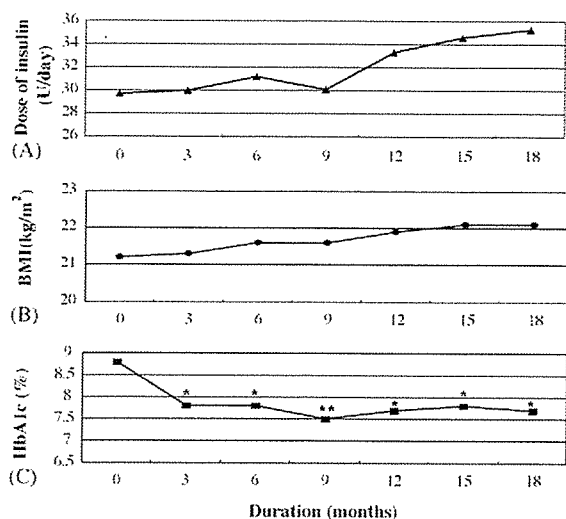 Dose of insulin
(U/day)
36
34
32
30
28
26
(A)
0 3 6 9 12 15 18
BMI(kg/m²)
23
22
21
20
(B)
0 3 6 9 12 15 18
HbA1c (%)
9
8.5
8
7.5
7
6.5
* * ** * * *
(C)
0 3 6 9 12 15 18
Duration (months)